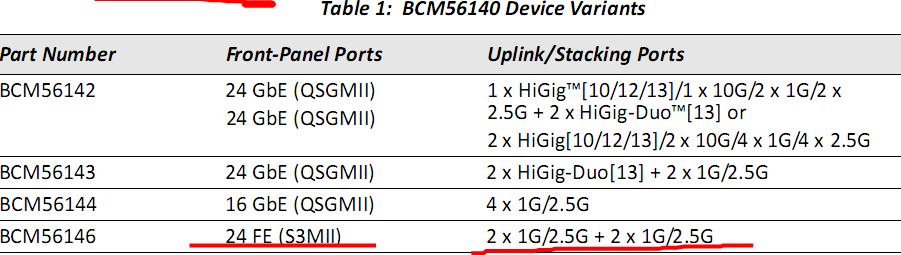 Table 1: BCM56140 Device Variants
Part Number Front-Panel Ports Uplink/Stacking Ports
BCM56142 24 GbE (QSGMII) 1 x HiGig™[10/12/13]/1 x 10G/2 x 1G/2 x
24 GbE (QSGMII) 2.5G + 2 x HiGig-Duo™[13] or
2 x HiGig[10/12/13]/2 x 10G/4 x 1G/4 x 2.5G
BCM56143 24 GbE (QSGMII) 2 x HiGig-Duo[13] + 2 x 1G/2.5G
BCM56144 16 GbE (QSGMII) 4 x 1G/2.5G
BCM56146 24 FE (S3MII) 2 x 1G/2.5G + 2 x 1G/2.5G